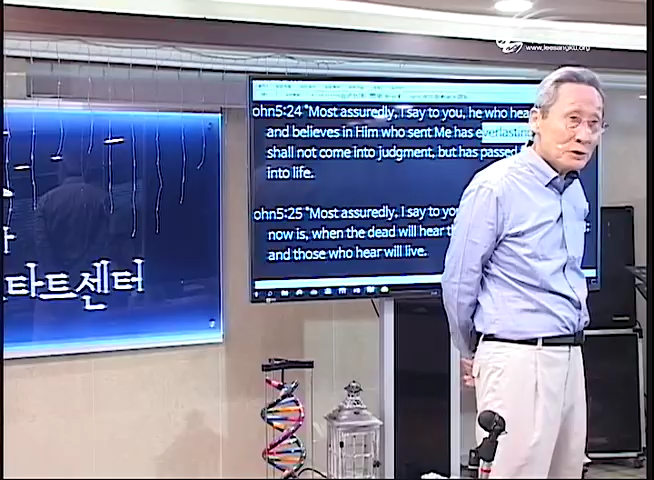 www.leesangku.org
ohn5:24 "Most assuredly, I say to you, he who hear
and believes in Him who sent Me has everlasting
shall not come into judgment, but has passed
into life.
ohn5:25 "Most assuredly, I say to yo
now is, when the dead will hear th
and those who hear will live.
타트센터